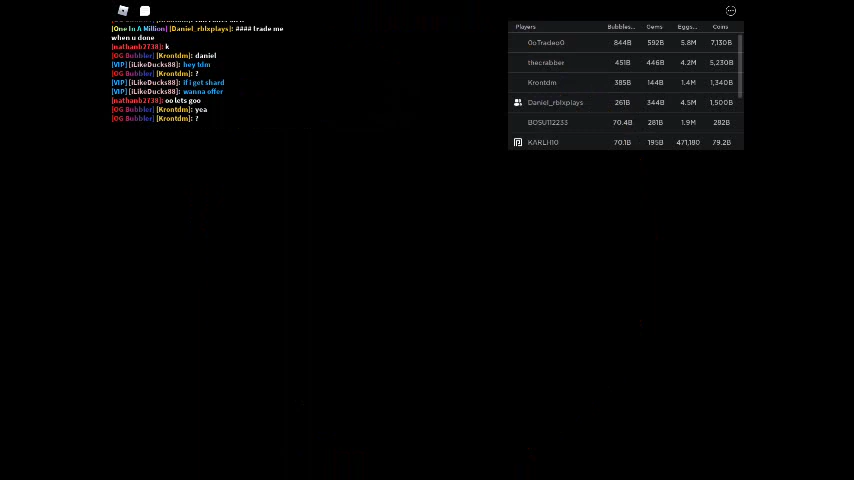 [One In A Million] [Daniel_rblxplays]: #### trade me
when u done
[nathanb2738]: k
[OG Bubbler] [Krontdm]: daniel
[VIP] [iLikeDucks88]: hey tdm
[OG Bubbler] [Krontdm]: ?
[VIP] [iLikeDucks88]: if i get shard
[VIP] [iLikeDucks88]: wanna offer
[nathanb2738]: oo lets goo
[OG Bubbler] [Krontdm]: yea
[OG Bubbler] [Krontdm]: ?
Players Bubbles... Gems Eggs... Coins
0oTradeo0 844B 592B 5.8M 7,130B
thecrabber 451B 446B 4.2M 5,230B
Krontdm 385B 144B 1.4M 1,340B
Daniel_rblxplays 261B 344B 4.5M 1,500B
BOSU112233 70.4B 281B 1.9M 282B
KARLH10 70.1B 195B 471,180 79.2B